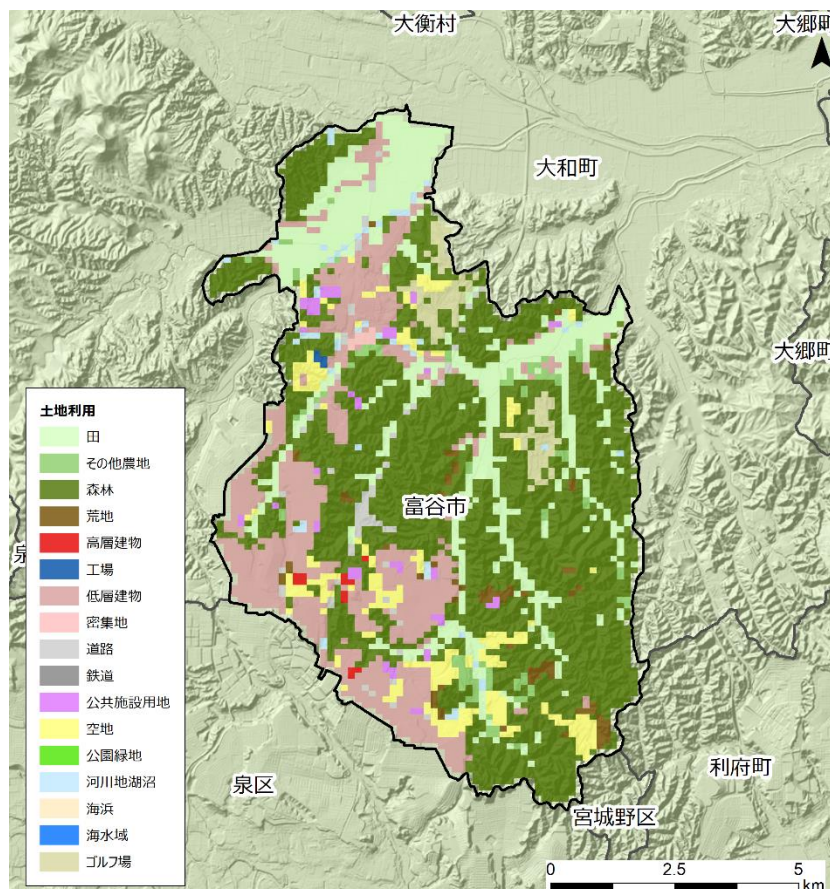 大衡村
大郷町
大和町
大郷町
土地利用
田
その他農地
森林
荒地
高層建物
工場
低層建物
密集地
道路
鉄道
公共施設用地
空地
公園緑地
河川地湖沼
海浜
海水域
ゴルフ場
富谷市
泉区
利府町
宮城野区
0 2.5 5
km